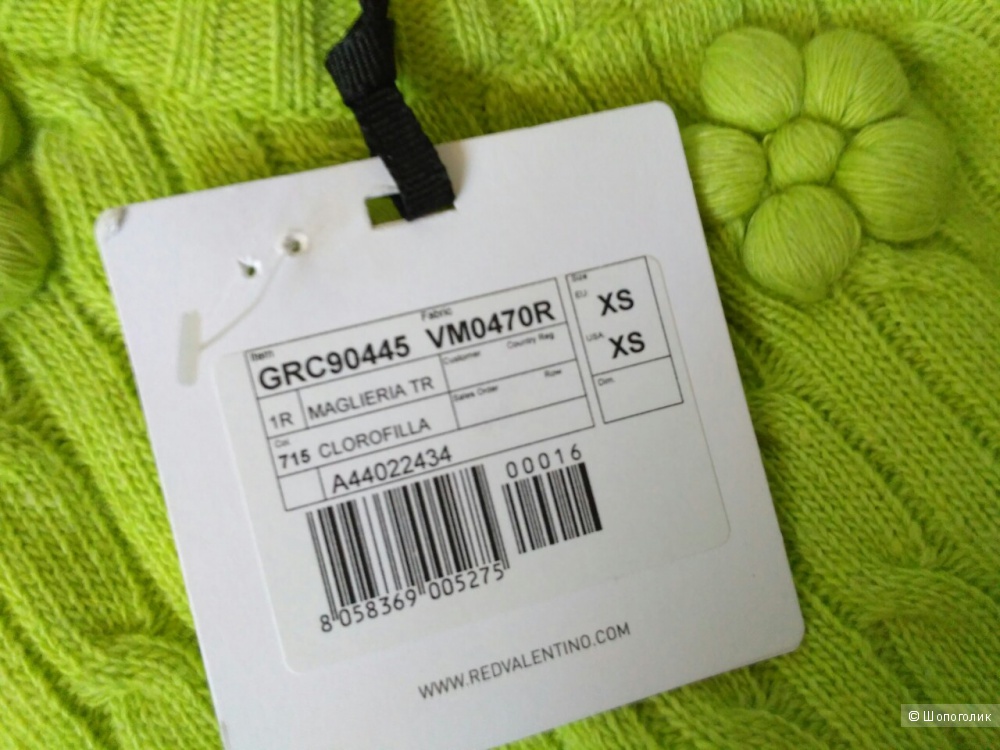 Item Fabric
GRC90445 VM0470R
1R MAGLIERIA TR Customer Country Reg
Col. 715 CLOROFILLA Sales Order Row
A44022434
Size
EU XS
USA XS
Dim.
00016
8 058369 005275
WWW.REDVALENTINO.COM
© Шопоголик